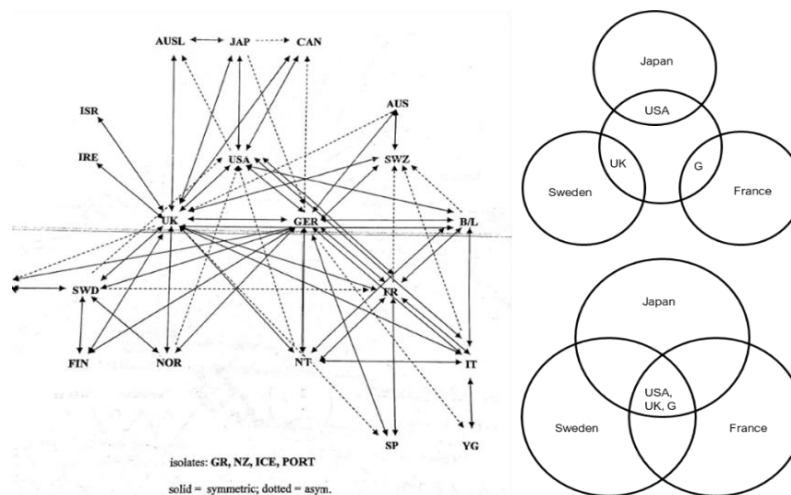 AUSL JAP CAN
ISR
AUS
IRE
USA
SWZ
UK
GER
B/L
SWD
FR
FIN
NOR
NT
IT
SP
YG
isolates: GR, NZ, ICE, PORT
solid = symmetric; dotted = asym.
Japan
USA
UK
G
Sweden
France
Japan
USA,
UK, G
Sweden
France